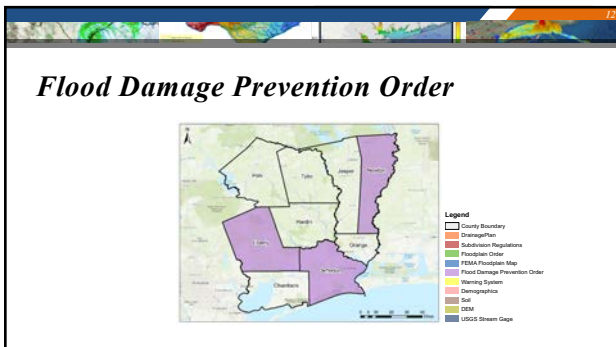 12
Flood Damage Prevention Order
N
Polk
Tyler
Jasper
Newton
Hardin
Liberty
Orange
Jefferson
Chambers
Miles
Legend
County Boundary
DrainagePlan
Subdivision Regulations
Floodplain Order
FEMA Floodplain Map
Flood Damage Prevention Order
Warning System
Demographics
Soil
DEM
USGS Stream Gage